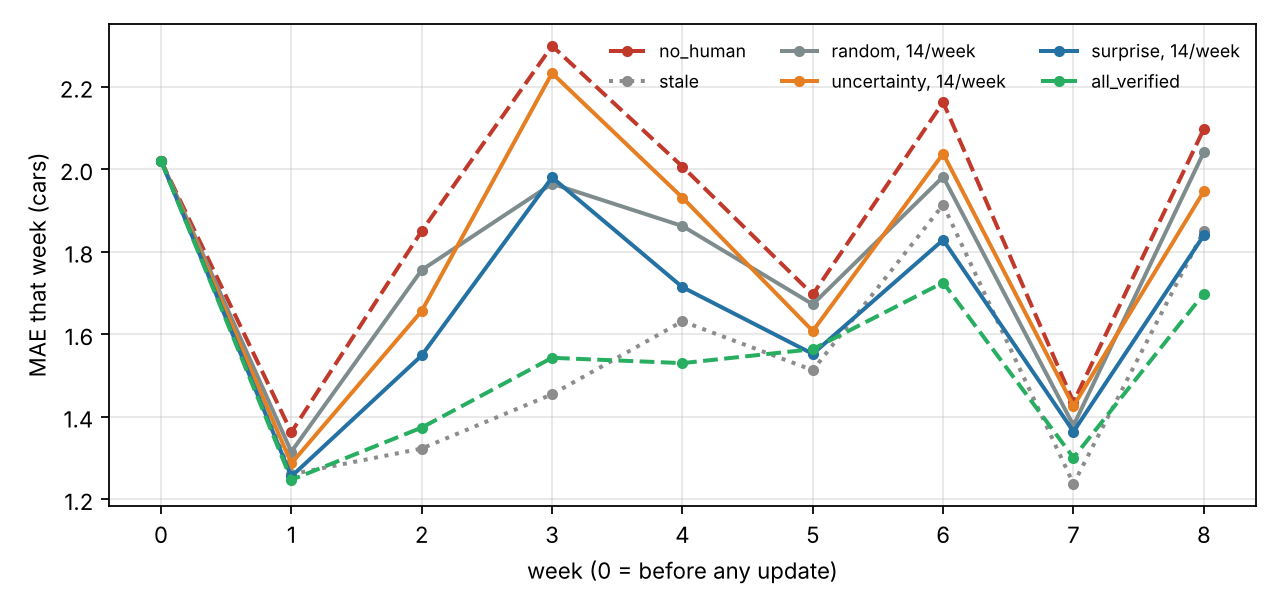 no_human
random, 14/week
surprise, 14/week
stale
uncertainty, 14/week
all_verified
MAE that week (cars)
2.2
2.0
1.8
1.6
1.4
1.2
0 1 2 3 4 5 6 7 8
week (0 = before any update)